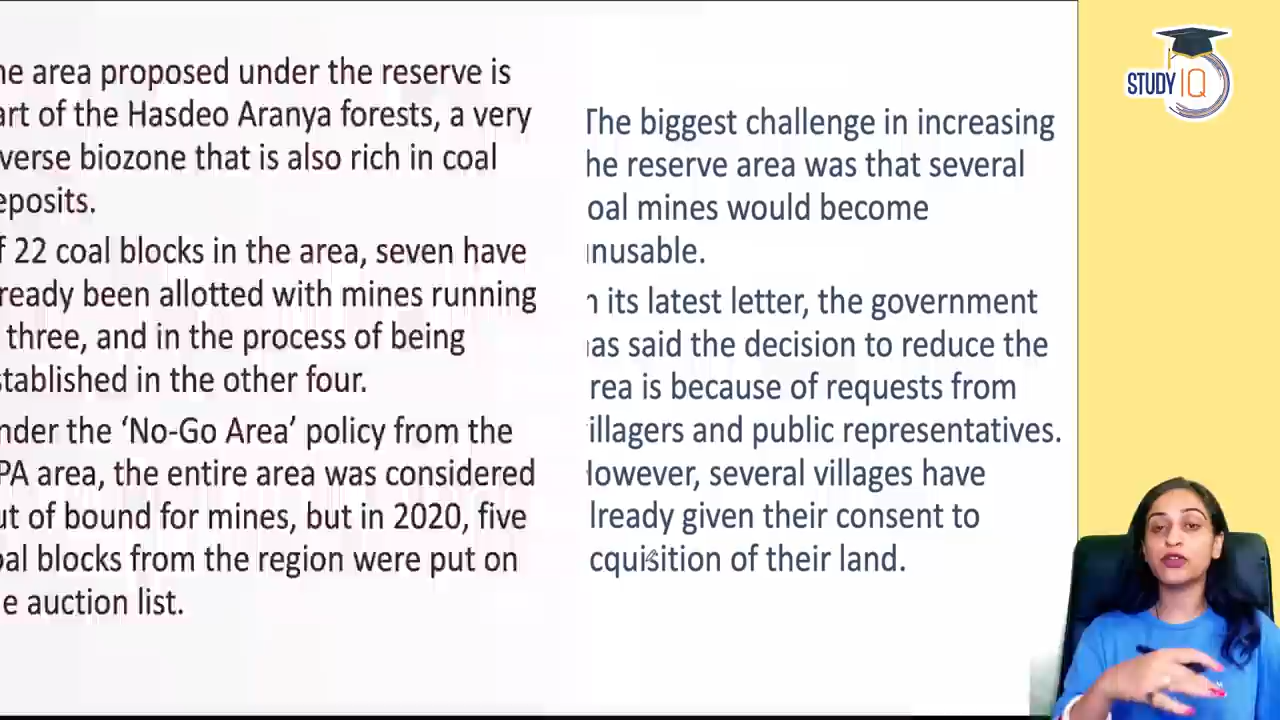 he area proposed under the reserve is
art of the Hasdeo Aranya forests, a very
verse biozone that is also rich in coal
eposits.
f 22 coal blocks in the area, seven have
ready been allotted with mines running
three, and in the process of being
stablished in the other four.
nder the ‘No-Go Area’ policy from the
PA area, the entire area was considered
ut of bound for mines, but in 2020, five
oal blocks from the region were put on
e auction list.
The biggest challenge in increasing
he reserve area was that several
oal mines would become
nusable.
n its latest letter, the government
as said the decision to reduce the
rea is because of requests from
illagers and public representatives.
However, several villages have
lready given their consent to
cquisition of their land.
STUDY IQ